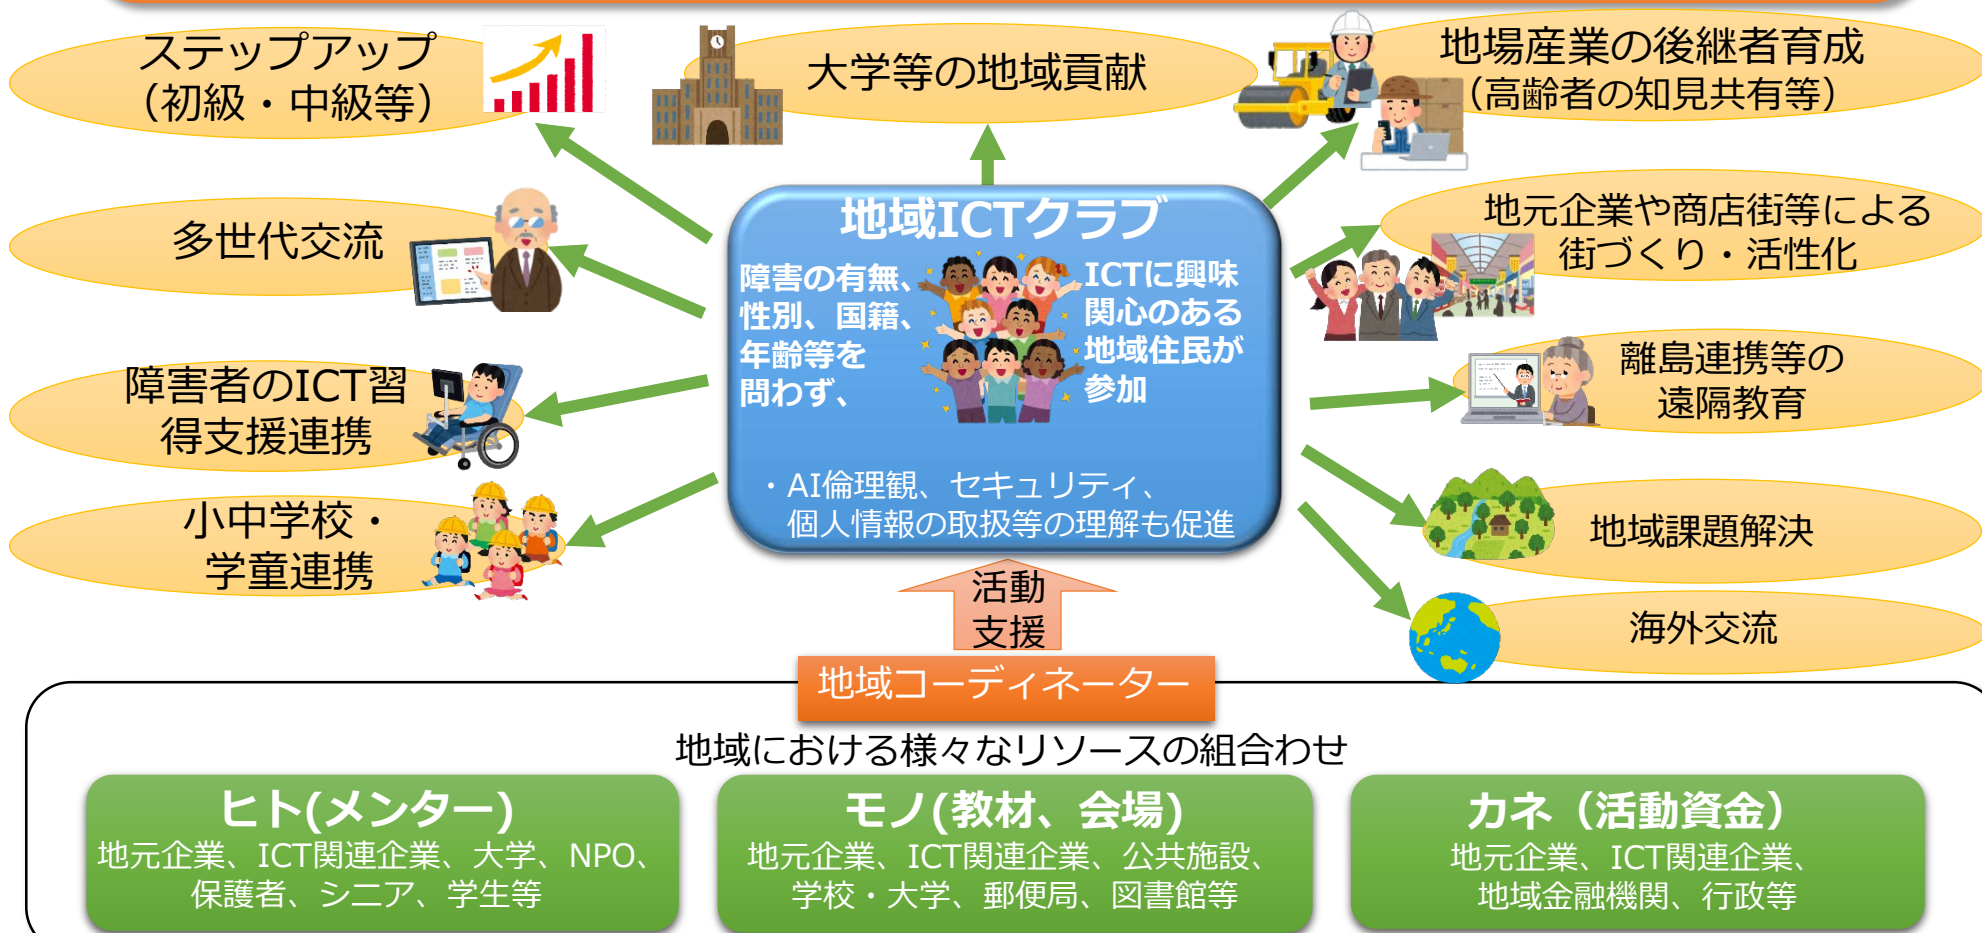 ステップアップ
（初級・中級等）
大学等の地域貢献
地場産業の後継者育成
（高齢者の知見共有等）
多世代交流
地元企業や商店街等による
街づくり・活性化
障害者のICT習
得支援連携
離島連携等の
遠隔教育
小中学校・
学童連携
地域課題解決
海外交流
地域ICTクラブ
障害の有無、
性別、国籍、
年齢等を
問わず、
ICTに興味
関心のある
地域住民が
参加
・AI倫理観、セキュリティ、
個人情報の取扱等の理解も促進
活動
支援
地域コーディネーター
地域における様々なリソースの組合わせ
ヒト(メンター)
地元企業、ICT関連企業、大学、NPO、
保護者、シニア、学生等
モノ(教材、会場)
地元企業、ICT関連企業、公共施設、
学校・大学、郵便局、図書館等
カネ（活動資金）
地元企業、ICT関連企業、
地域金融機関、行政等